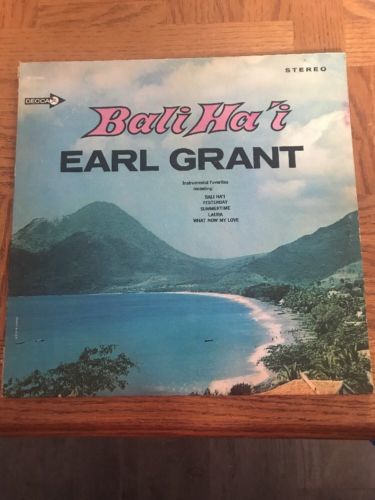 STEREO
DECCA
Bali Ha'i
EARL GRANT
Instrumental Favorites
Including:
BALI HA'I
YESTERDAY
SUMMERTIME
LAURA
WHAT NOW MY LOVE